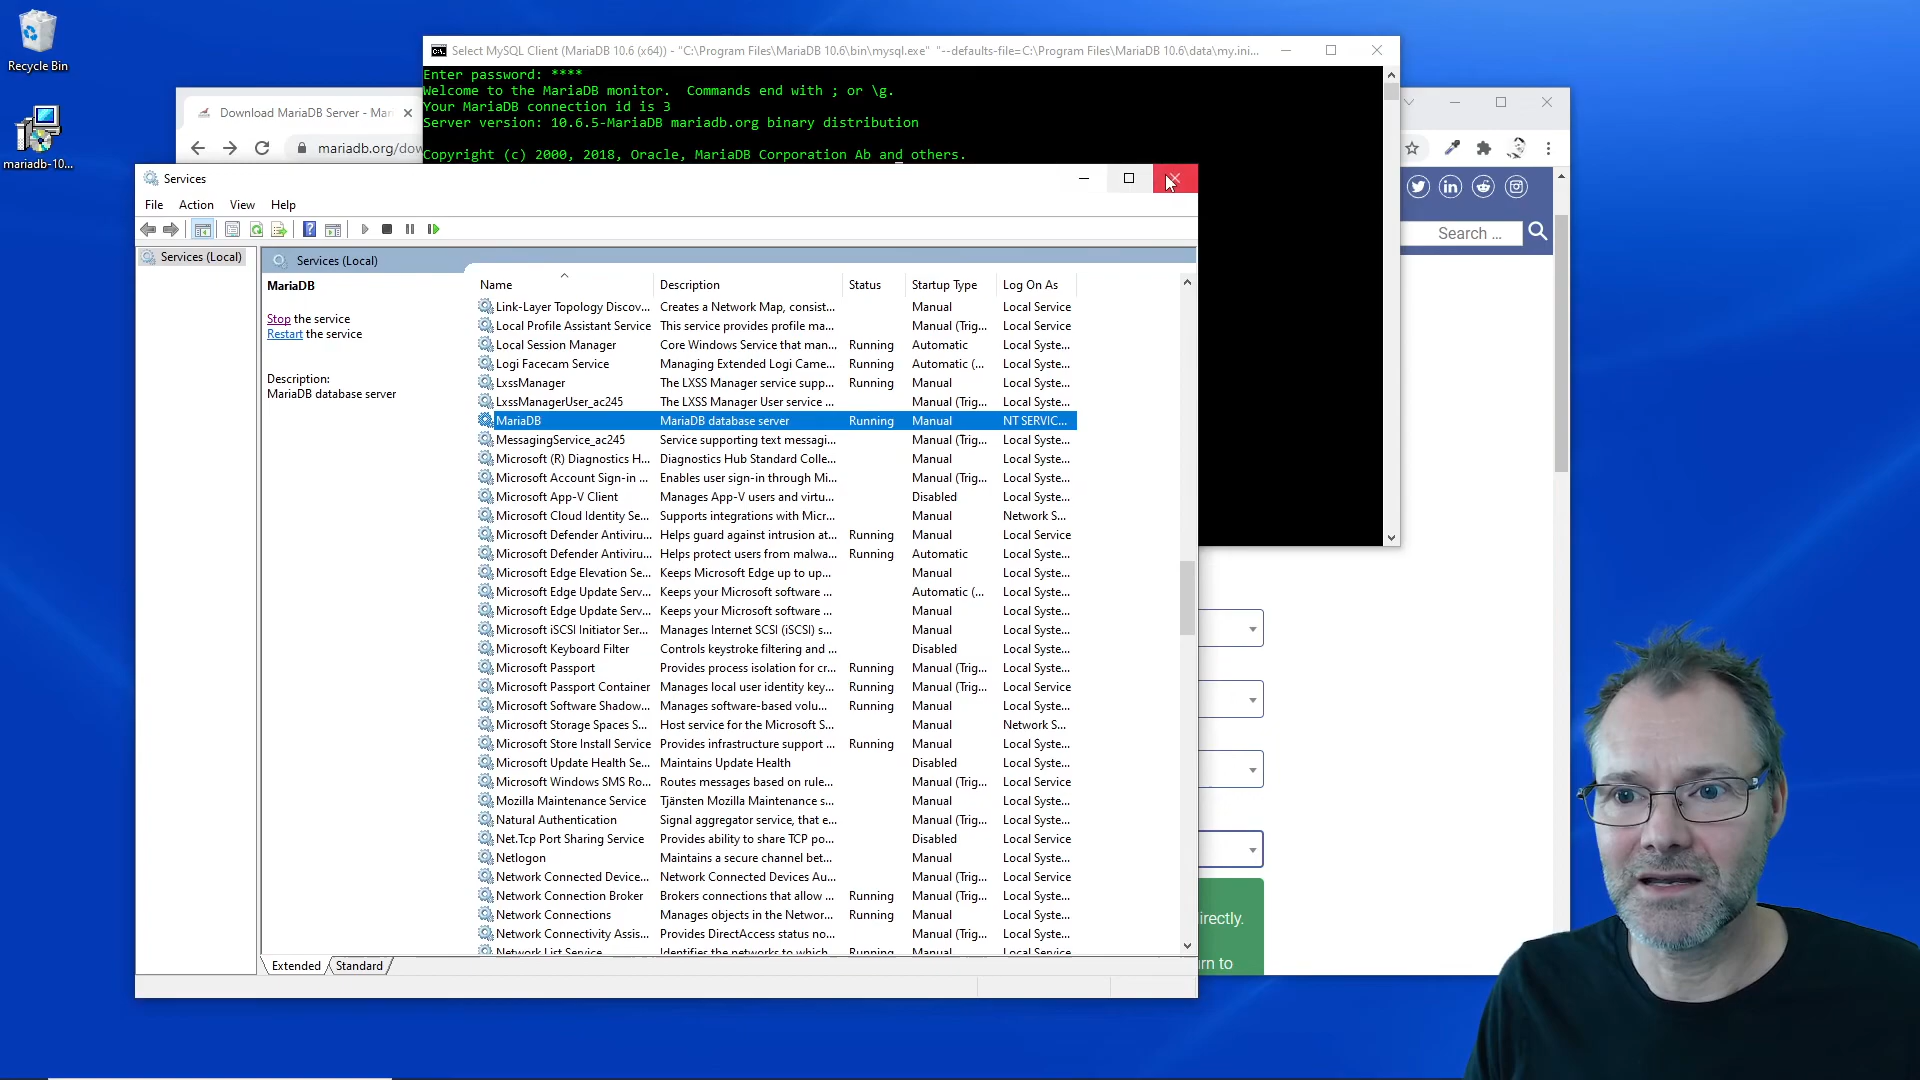 Recycle Bin
mariadb-10...
Select MySQL Client (MariaDB 10.6 (x64)) - "C:\Program Files\MariaDB 10.6\bin\mysql.exe" "--defaults-file=C:\Program Files\MariaDB 10.6\data\my.ini...
Enter password: ****
Welcome to the MariaDB monitor.  Commands end with ; or \g.
Your MariaDB connection id is 3
Server version: 10.6.5-MariaDB mariadb.org binary distribution
Copyright (c) 2000, 2018, Oracle, MariaDB Corporation Ab and others.
Download MariaDB Server - Mar
mariadb.org/dow
Search ...
Services
File Action View Help
Services (Local)
Services (Local)
MariaDB
Stop the service
Restart the service
Description:
MariaDB database server
Name Description Status Startup Type Log On As
Link-Layer Topology Discov... Creates a Network Map, consist... Manual Local Service
Local Profile Assistant Service This service provides profile ma... Manual (Trig... Local Service
Local Session Manager Core Windows Service that man... Running Automatic Local Syste...
Logi Facecam Service Managing Extended Logi Came... Running Automatic (... Local Syste...
LxssManager The LXSS Manager service supp... Running Manual Local Syste...
LxssManagerUser_ac245 The LXSS Manager User service ... Manual (Trig... Local Syste...
MariaDB MariaDB database server Running Manual NT SERVIC...
MessagingService_ac245 Service supporting text messagi... Manual (Trig... Local Syste...
Microsoft (R) Diagnostics H... Diagnostics Hub Standard Colle... Manual Local Syste...
Microsoft Account Sign-in ... Enables user sign-in through Mi... Manual (Trig... Local Syste...
Microsoft App-V Client Manages App-V users and virtu... Disabled Local Syste...
Microsoft Cloud Identity Se... Supports integrations with Micr... Manual Network S...
Microsoft Defender Antiviru... Helps guard against intrusion at... Running Manual Local Service
Microsoft Defender Antiviru... Helps protect users from malwa... Running Automatic Local Syste...
Microsoft Edge Elevation Se... Keeps Microsoft Edge up to up... Manual Local Syste...
Microsoft Edge Update Serv... Keeps your Microsoft software ... Automatic (... Local Syste...
Microsoft Edge Update Serv... Keeps your Microsoft software ... Manual Local Syste...
Microsoft iSCSI Initiator Ser... Manages Internet SCSI (iSCSI) s... Manual Local Syste...
Microsoft Keyboard Filter Controls keystroke filtering and ... Disabled Local Syste...
Microsoft Passport Provides process isolation for cr... Running Manual (Trig... Local Syste...
Microsoft Passport Container Manages local user identity key... Running Manual (Trig... Local Service
Microsoft Software Shadow... Manages software-based volu... Running Manual Local Syste...
Microsoft Storage Spaces S... Host service for the Microsoft S... Manual Network S...
Microsoft Store Install Service Provides infrastructure support ... Running Manual Local Syste...
Microsoft Update Health Se... Maintains Update Health Disabled Local Syste...
Microsoft Windows SMS Ro... Routes messages based on rule... Manual (Trig... Local Service
Mozilla Maintenance Service Tjänsten Mozilla Maintenance s... Manual Local Syste...
Natural Authentication Signal aggregator service, that e... Manual (Trig... Local Syste...
Net.Tcp Port Sharing Service Provides ability to share TCP po... Disabled Local Service
Netlogon Maintains a secure channel bet... Manual Local Syste...
Network Connected Device... Network Connected Devices Au... Manual (Trig... Local Service
Network Connection Broker Brokers connections that allow ... Running Manual (Trig... Local Syste...
Network Connections Manages objects in the Networ... Running Manual Local Syste...
Network Connectivity Assis... Provides DirectAccess status no... Manual (Trig... Local Syste...
Network List Service Identifies the networks to which... Running Manual Local Service
irectly.
rn to
Extended Standard